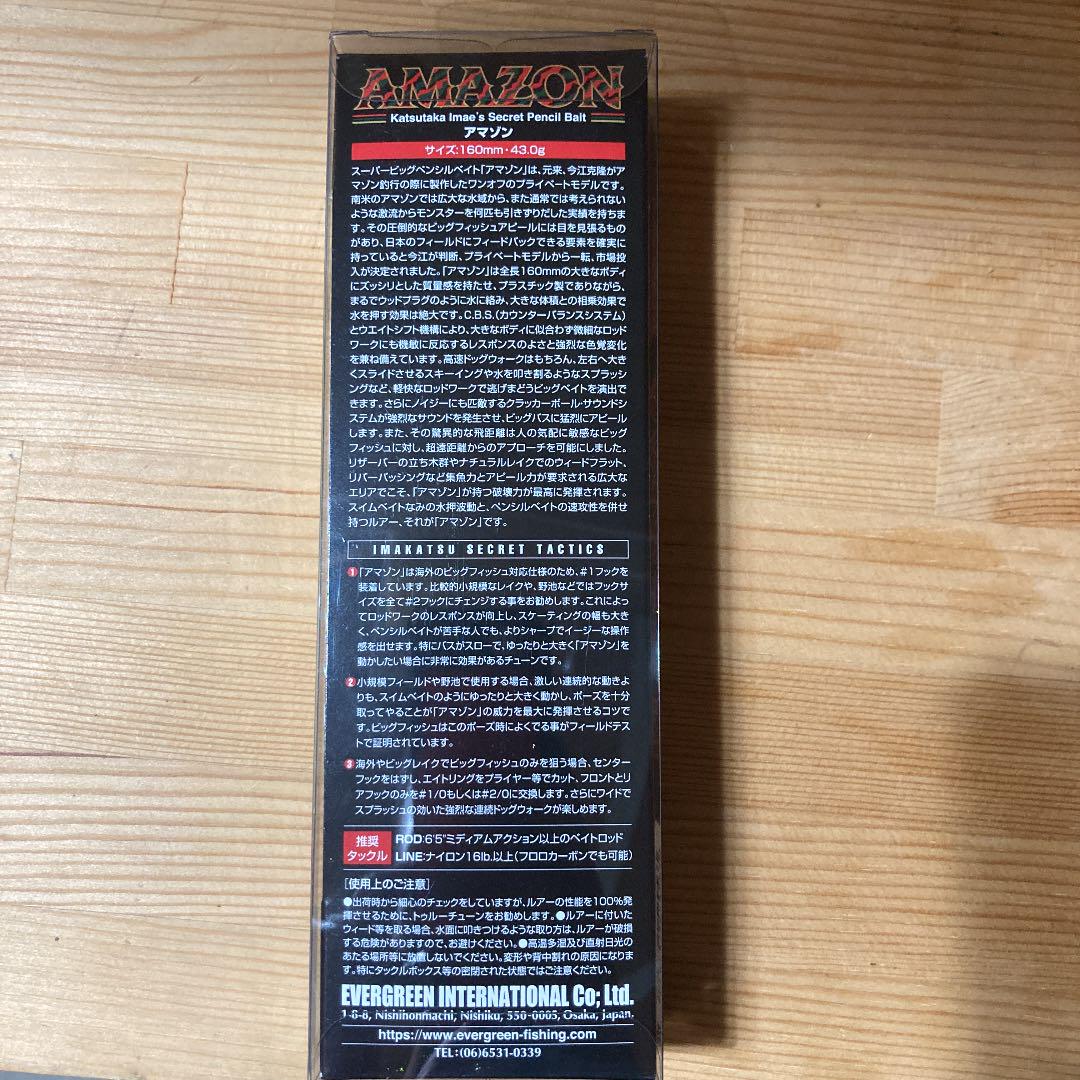 AMAZON
Katsutaka Imae's Secret Pencil Bait
アマゾン
サイズ:160mm・43.0g
スーパービッグペンシルベイト「アマゾン」は、元来、今江克隆がア
マゾン釣行の際に製作したワンオフのプライベートモデルです。
南米のアマゾンでは広大な水域から、また通常では考えられない
ような激流からモンスターを何匹も引きずりだした実績を持ちま
す。その圧倒的なビッグフィッシュアピールには目を見張るもの
があり、日本のフィールドにフィードバックできる要素を確実に
持っていると今江が判断、プライベートモデルから一転、市場投
入が決定されました。「アマゾン」は全長160mmの大きなボディ
にズッシリとした質量感を持たせ、プラスチック製でありながら、
まるでウッドプラグのように水に絡み、大きな体積との相乗効果で
水を押す効果は絶大です。C.B.S.(カウンターバランスシステム)
とウエイトシフト機構により、大きなボディに似合わず微細なロッド
ワークにも機敏に反応するレスポンスのよさと強烈な色覚変化
を兼ね備えています。高速ドッグウォークはもちろん、左右へ大き
くスライドさせるスキーイングや水を叩き割るようなスプラッシ
ングなど、軽快なロッドワークで逃げまどうビッグベイトを演出で
きます。さらにノイジーにも匹敵するクラッカーボール・サウンドシ
ステムが強烈なサウンドを発生させ、ビッグバスに猛烈にアピール
します。また、その驚異的な飛距離は人の気配に敏感なビッグ
フィッシュに対し、超遠距離からのアプローチを可能にしました。
リザーバーの立ち木群やナチュラルレイクでのウィードフラット、
リバーバッシングなど集魚力とアピール力が要求される広大な
エリアでこそ、「アマゾン」が持つ破壊力が最高に発揮されます。
スイムベイトなみの水押波動と、ペンシルベイトの速攻性を併せ
持つルアー、それが「アマゾン」です。
IMAKATSU SECRET TACTICS
1 「アマゾン」は海外のビッグフィッシュ対応仕様のため、#1フックを
装着しています。比較的小規模なレイクや、野池などではフックサ
イズを全て#2フックにチェンジする事をお勧めします。これによっ
てロッドワークのレスポンスが向上し、スケーティングの幅も大き
く、ペンシルベイトが苦手な人でも、よりシャープでイージーな操作
感を出せます。特にバスがスローで、ゆったりと大きく「アマゾン」を
動かしたい場合に非常に効果があるチューンです。
2 小規模フィールドや野池で使用する場合、激しい連続的な動きよ
りも、スイムベイトのようにゆったりと大きく動かし、ポーズを十分
取ってやることが「アマゾン」の威力を最大に発揮させるコツで
す。ビッグフィッシュはこのポーズ時によくでる事がフィールドテス
トで証明されています。
3 海外やビッグレイクでビッグフィッシュのみを狙う場合、センター
フックをはずし、エイトリングをプライヤー等でカット、フロントとリ
アフックのみを#1/0もしくは#2/0に交換します。さらにワイドで
スプラッシュの効いた強烈な連続ドッグウォークが楽しめます。
推奨
タックル
ROD:6'5"ミディアムアクション以上のベイトロッド
LINE:ナイロン16lb.以上(フロロカーボンでも可能)
[使用上のご注意]
●出荷時から細心のチェックをしていますが、ルアーの性能を100%発
揮させるために、トゥルーチューンをお勧めします。●ルアーに付いた
ウィード等を取る場合、水面に叩きつけるような取り方は、ルアーが破損
する危険がありますので、お避けください。●高温多湿及び直射日光の
あたる場所等に放置しないでください。変形や背中割れの原因になりま
す。特にタックルボックス等の密閉された状態ではご注意ください。
EVERGREEN INTERNATIONAL Co; Ltd.
1-8-8, Nishihonmachi, Nishiku, 550-0005, Osaka, Japan.
https://www.evergreen-fishing.com
TEL:(06)6531-0339